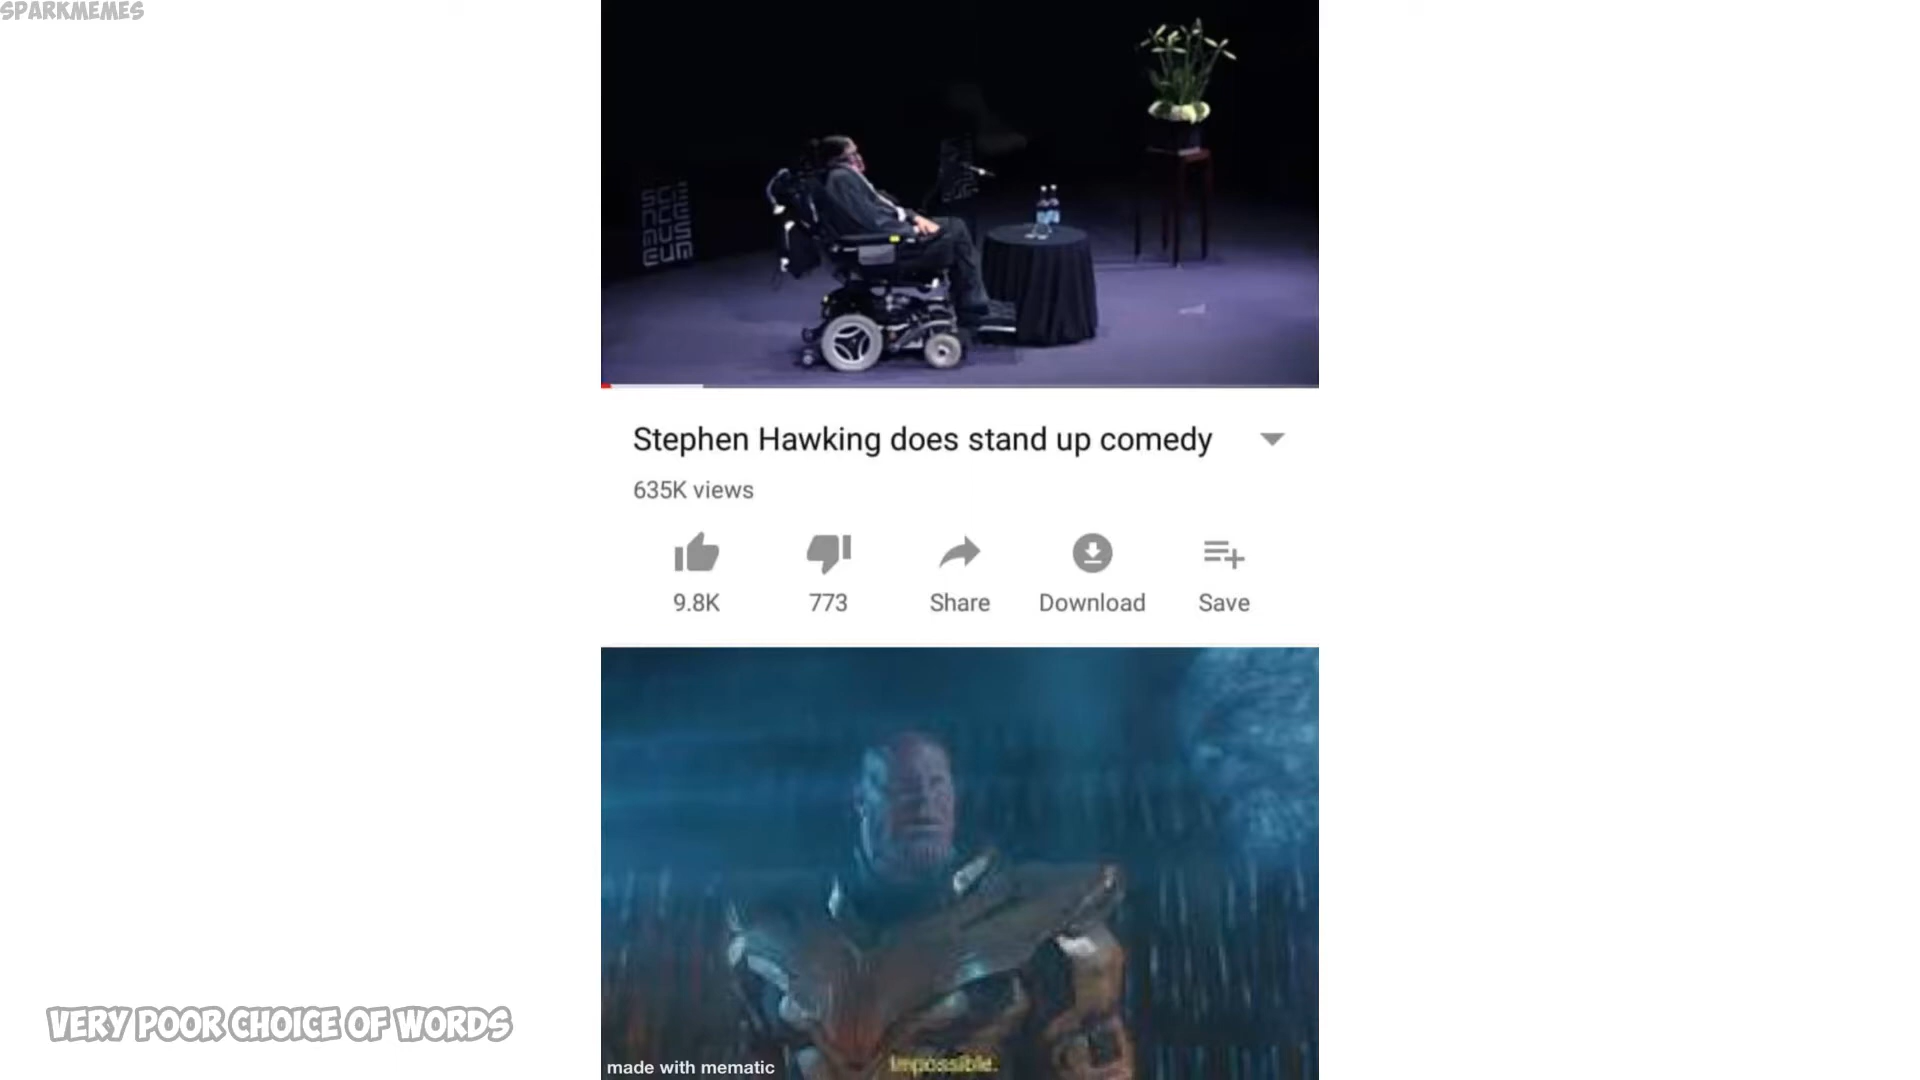 SPARKMEMES
Stephen Hawking does stand up comedy
635K views
9.8K
773
Share
Download
Save
VERY POOR CHOICE OF WORDS
made with mematic
Impossible.